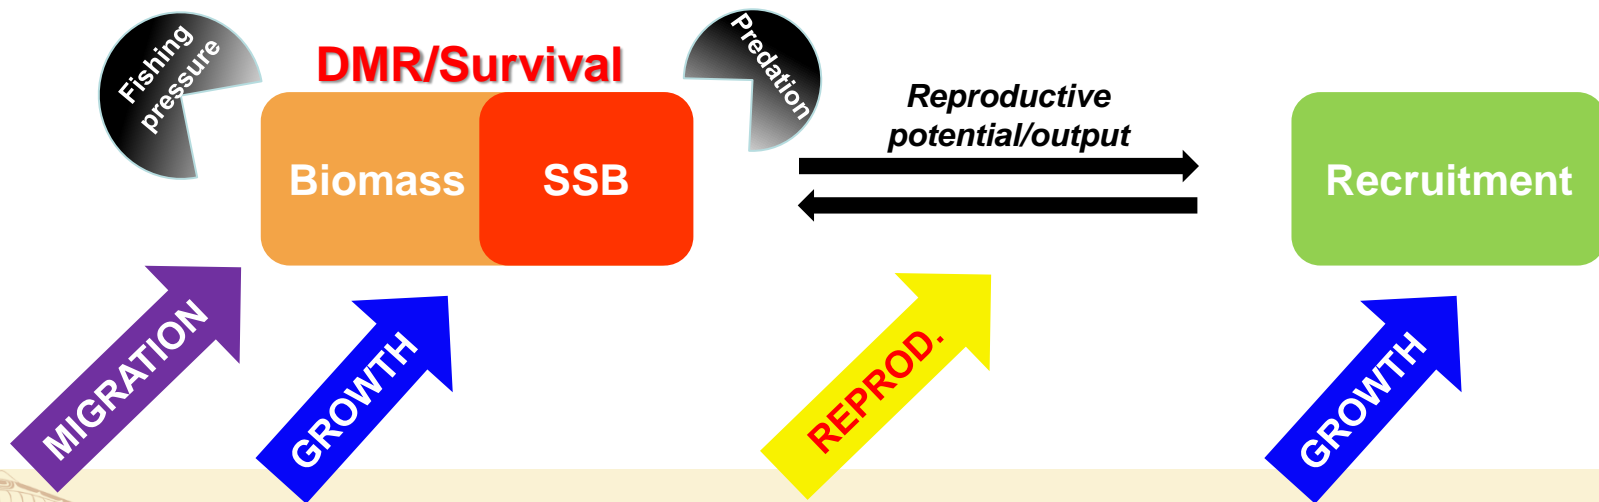 Fishing
pressure
DMR/Survival
Predation
Reproductive
potential/output
Biomass
SSB
Recruitment
MIGRATION
GROWTH
REPROD.
GROWTH